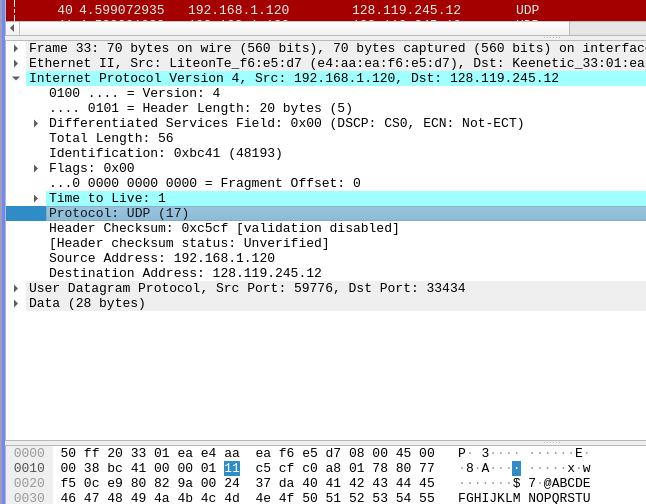 40 4.599072935 192.168.1.120 128.119.245.12 UDP
Frame 33: 70 bytes on wire (560 bits), 70 bytes captured (560 bits) on interfac
Ethernet II, Src: LiteonTe_f6:e5:d7 (e4:aa:ea:f6:e5:d7), Dst: Keenetic_33:01:ea
Internet Protocol Version 4, Src: 192.168.1.120, Dst: 128.119.245.12
0100 .... = Version: 4
.... 0101 = Header Length: 20 bytes (5)
Differentiated Services Field: 0x00 (DSCP: CS0, ECN: Not-ECT)
Total Length: 56
Identification: 0xbc41 (48193)
Flags: 0x00
...0 0000 0000 0000 = Fragment Offset: 0
Time to Live: 1
Protocol: UDP (17)
Header Checksum: 0xc5cf [validation disabled]
[Header checksum status: Unverified]
Source Address: 192.168.1.120
Destination Address: 128.119.245.12
User Datagram Protocol, Src Port: 59776, Dst Port: 33434
Data (28 bytes)
0000 50 ff 20 33 01 ea e4 aa ea f6 e5 d7 08 00 45 00 P· 3···· ······E·
0010 00 38 bc 41 00 00 01 11 c5 cf c0 a8 01 78 80 77 ·8·A···· ·····x·w
0020 f5 0c e9 80 82 9a 00 24 37 da 40 41 42 43 44 45 ·······$ 7·@ABCDE
0030 46 47 48 49 4a 4b 4c 4d 4e 4f 50 51 52 53 54 55 FGHIJKLM NOPQRSTU